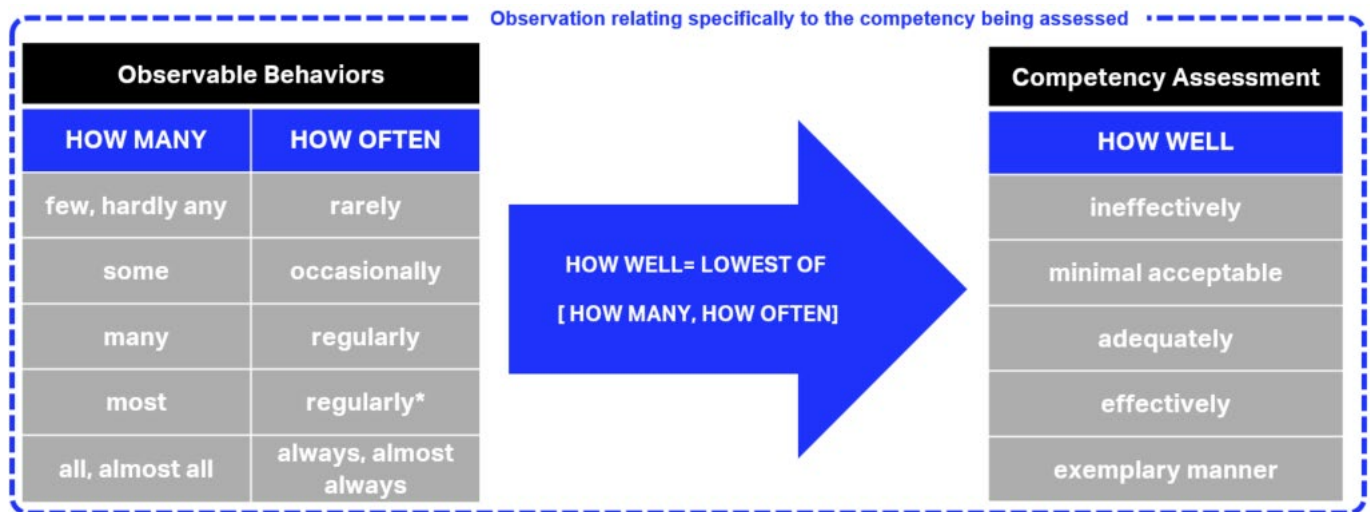 Observation relating specifically to the competency being assessed
Observable Behaviors
HOW MANY HOW OFTEN
few, hardly any rarely
some occasionally
many regularly
most regularly*
all, almost all always, almost
always
HOW WELL= LOWEST OF
[ HOW MANY, HOW OFTEN]
Competency Assessment
HOW WELL
ineffectively
minimal acceptable
adequately
effectively
exemplary manner